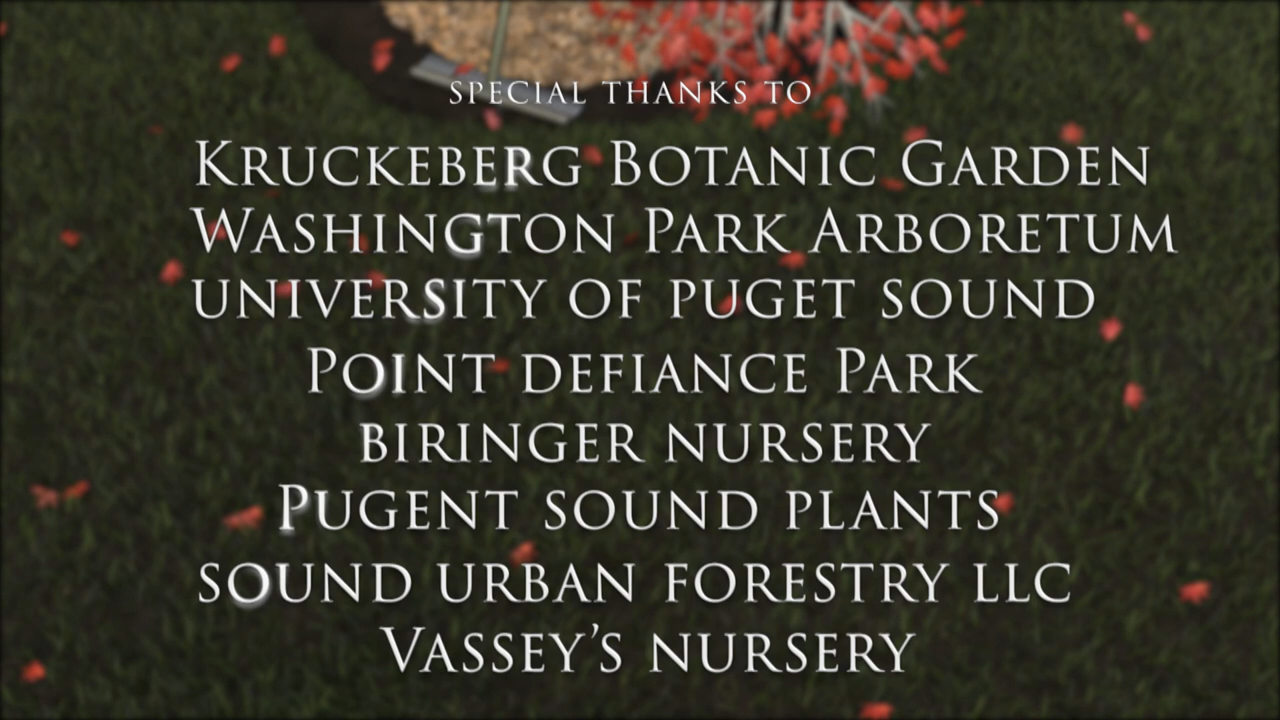 SPECIAL THANKS TO
KRUCKEBERG BOTANIC GARDEN
WASHINGTON PARK ARBORETUM
UNIVERSITY OF PUGET SOUND
POINT DEFIANCE PARK
BIRINGER NURSERY
PUGENT SOUND PLANTS
SOUND URBAN FORESTRY LLC
VASSEY'S NURSERY